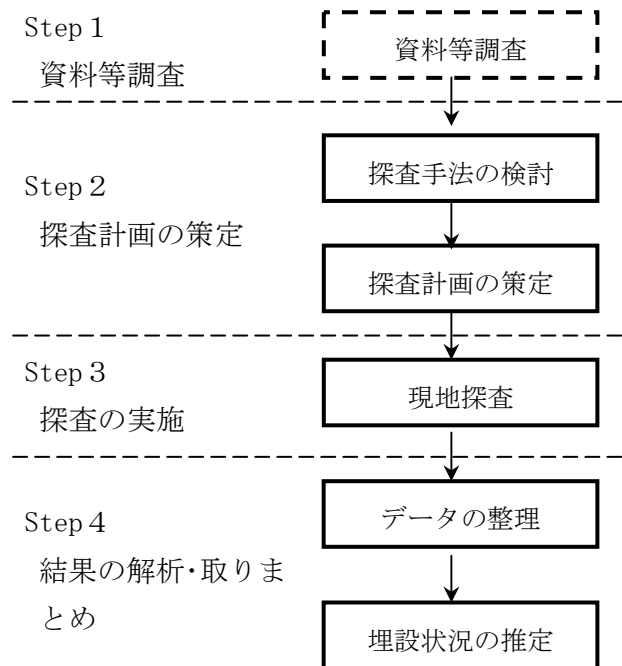 Step１
資料等調査
資料等調査
Step２
探査計画の策定
探査手法の検討
探査計画の策定
Step３
探査の実施
現地探査
Step４
結果の解析・取りま
とめ
データの整理
埋設状況の推定